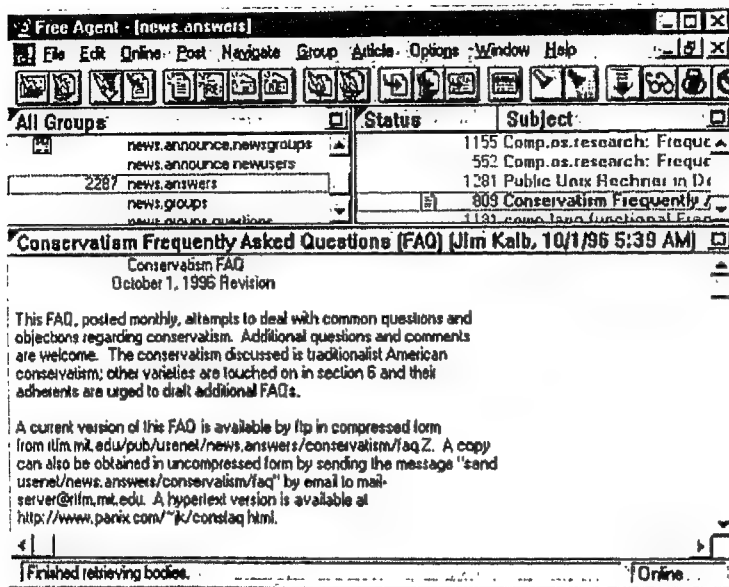 Free Agent - [news.answers]
File Edit Online Post Navigate Group Article Options Window Help
All Groups
news.announce.newsgroups
news.announce.newusers
2287 news.answers
news.groups
news.groups.questions
Status Subject
1155 Comp.os.research: Freque
552 Comp.os.research: Freque
1281 Public Unix Rechner in De
809 Conservatism Frequently
1131 comp.lang.functional Freq
Conservatism Frequently Asked Questions (FAQ) (Jim Kalb, 10/1/96 5:39 AM)
Conservatism FAQ
October 1, 1996 Revision
This FAQ, posted monthly, attempts to deal with common questions and
objections regarding conservatism. Additional questions and comments
are welcome. The conservatism discussed is traditionalist American
conservatism; other varieties are touched on in section 6 and their
adherents are urged to draft additional FAQs.
A current version of this FAQ is available by ftp in compressed form
from rtfm.mit.edu/pub/usenet/news.answers/conservatism/faq.Z. A copy
can also be obtained in uncompressed form by sending the message "send
usenet/news.answers/conservatism/faq" by email to mail-
server@rtfm.mit.edu. A hypertext version is available at
http://www.panix.com/~jk/consfaq.html.
Finished retrieving bodies. Online